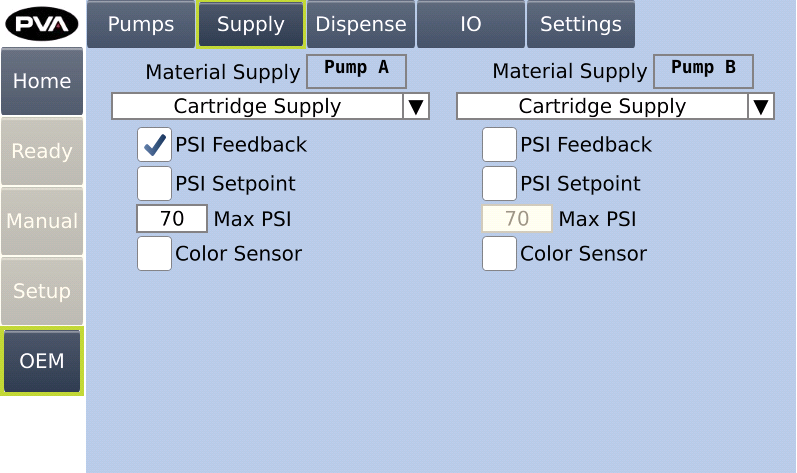 PVA
Pumps
Supply
Dispense
IO
Settings
Home
Ready
Manual
Setup
OEM
Material Supply Pump A
Cartridge Supply ▼
PSI Feedback
PSI Setpoint
70 Max PSI
Color Sensor
Material Supply Pump B
Cartridge Supply ▼
PSI Feedback
PSI Setpoint
70 Max PSI
Color Sensor